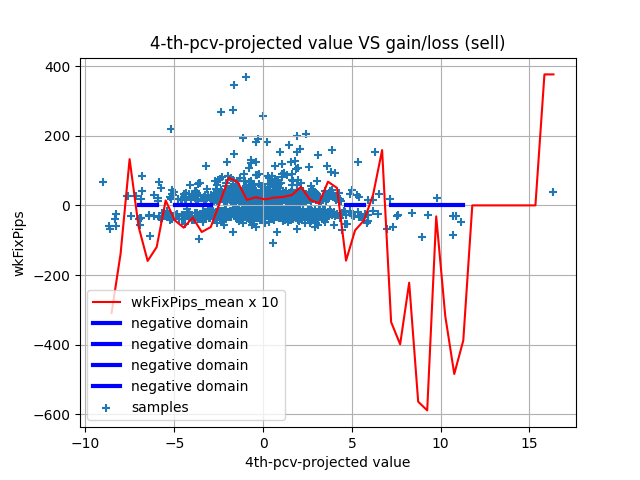 4-th-pcv-projected value VS gain/loss (sell)
400
200
0
−200
−400
−600
wkFixPips
wkFixPips_mean x 10
negative domain
negative domain
negative domain
negative domain
samples
−10
−5
0
5
10
15
4th-pcv-projected value